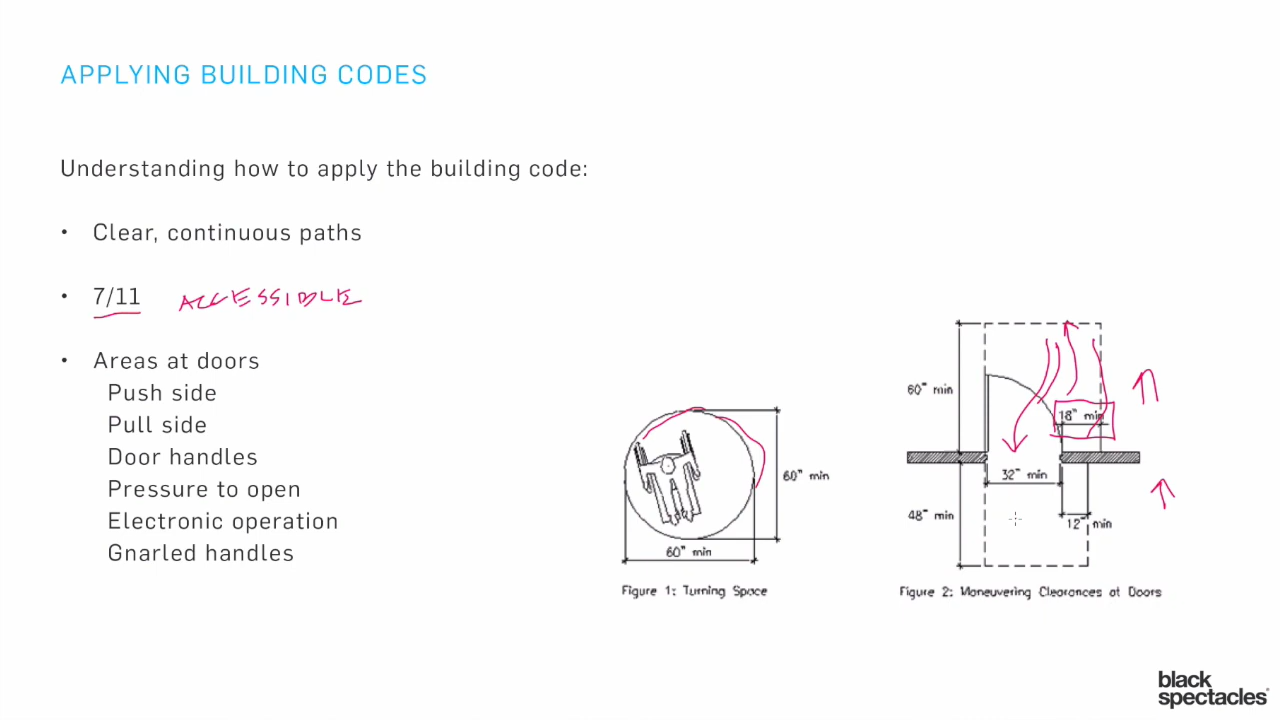 APPLYING BUILDING CODES
Understanding how to apply the building code:
• Clear, continuous paths
• 7/11 ACCESSIBLE
• Areas at doors
Push side
Pull side
Door handles
Pressure to open
Electronic operation
Gnarled handles
60" min
60" min
Figure 1: Turning Space
60" min
18" min
32" min
48" min
12" min
Figure 2: Maneuvering Clearances at Doors
black
spectacles